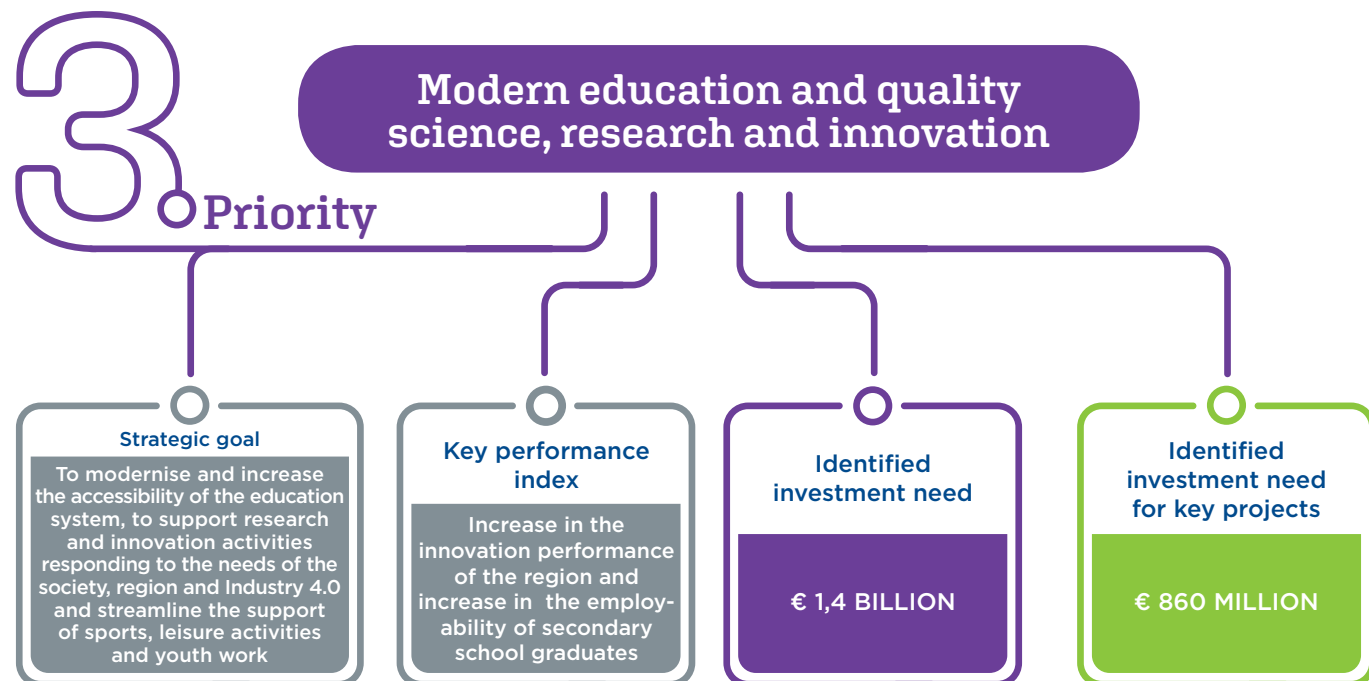 3.
Priority
Modern education and quality
science, research and innovation
Strategic goal
To modernise and increase
the accessibility of the education
system, to support research
and innovation activities
responding to the needs of the
society, region and Industry 4.0
and streamline the support
of sports, leisure activities
and youth work
Key performance
index
Increase in the
innovation performance
of the region and
increase in the employ-
ability of secondary
school graduates
Identified
investment need
€ 1,4 BILLION
Identified
investment need
for key projects
€ 860 MILLION